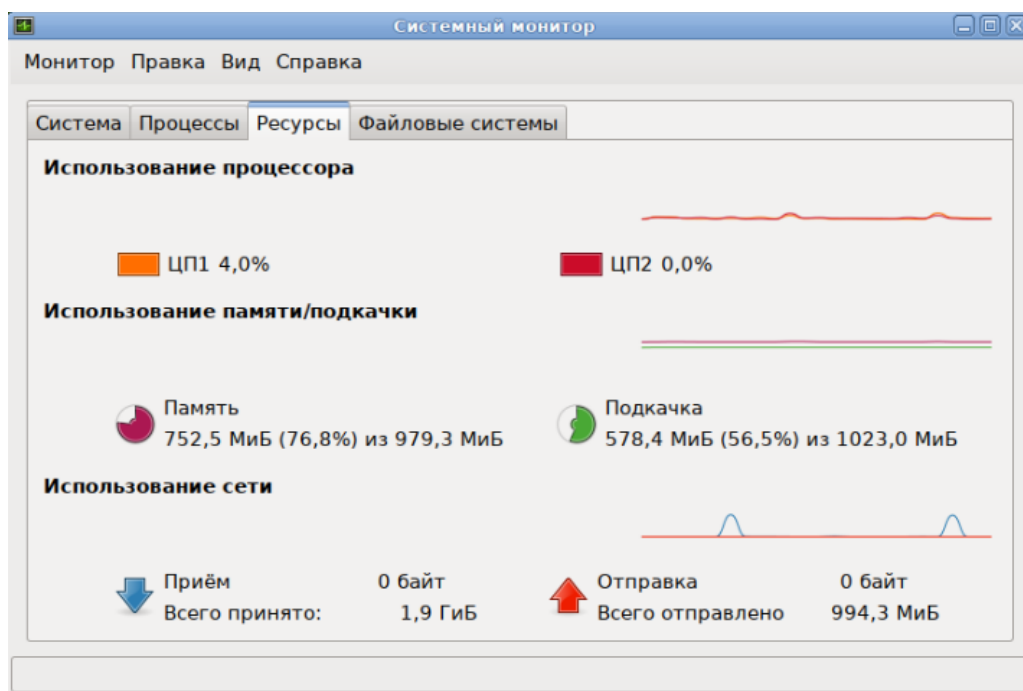 Системный монитор
Монитор Правка Вид Справка
Система Процессы Ресурсы Файловые системы
Использование процессора
ЦП1 4,0% ЦП2 0,0%
Использование памяти/подкачки
Память Подкачка
752,5 МиБ (76,8%) из 979,3 МиБ 578,4 МиБ (56,5%) из 1023,0 МиБ
Использование сети
Приём 0 байт Отправка 0 байт
Всего принято: 1,9 ГиБ Всего отправлено 994,3 МиБ